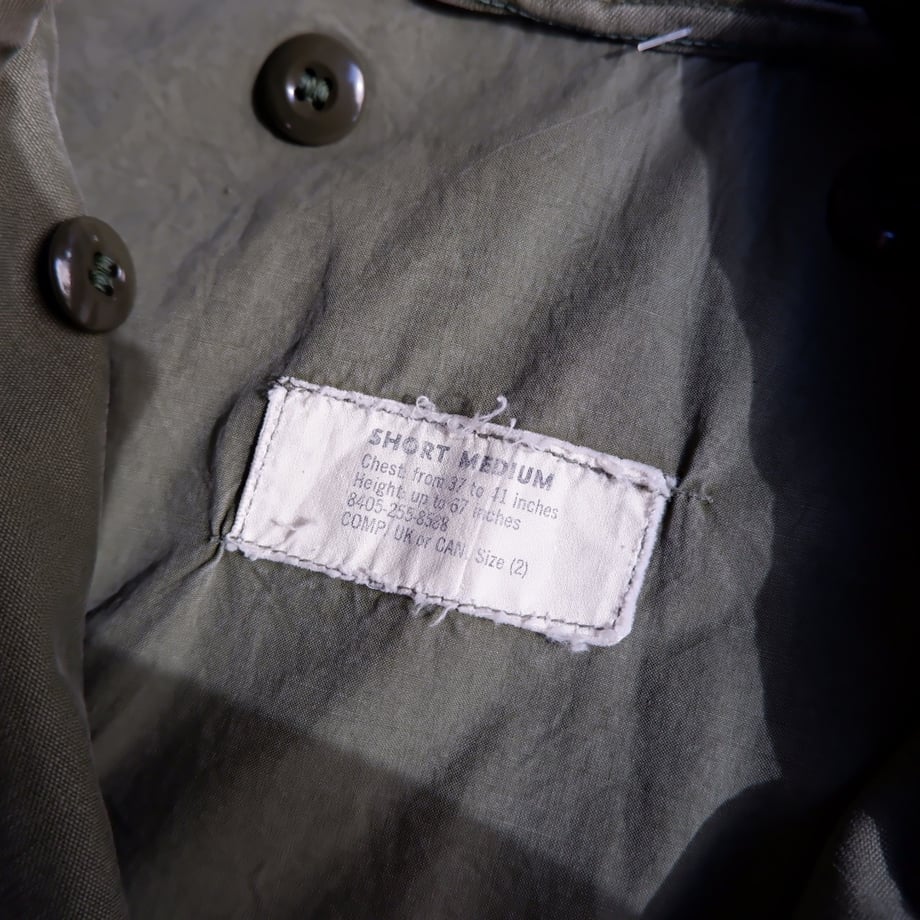 SHORT MEDIUM
Chest: from 37 to 41 inches
Height: up to 67 inches
8405-255-8588
COMP/ UK or CAN. Size (2)